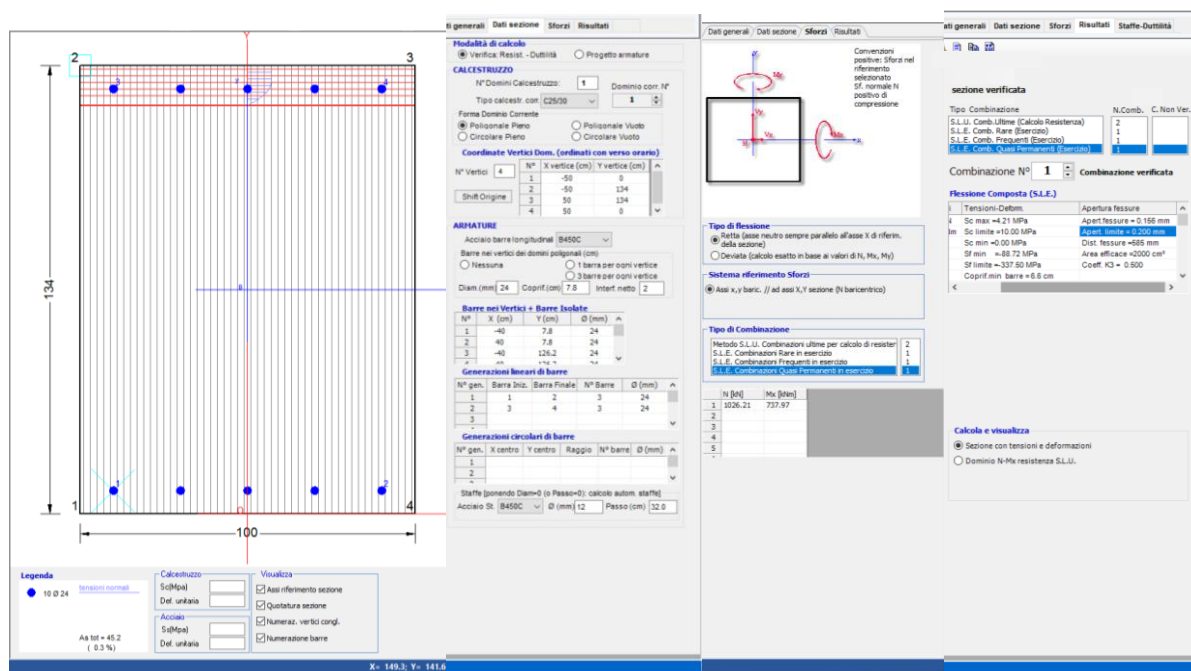 2
3
3
Y
4
134
B
1
2
1
O
4
100
Legenda
10 Ø 24
tensioni normali
Aa tot = 45.2
( 0.3 %)
Calcestruzzo
Sc(Mpa)
Def. unitaria
Acciaio
Ss(Mpa)
Def. unitaria
Visualizza
Assi riferimento sezione
Quotatura sezione
Numeraz. vertici congl.
Numerazione barre
X= 149.3; Y= 141.6
ti generali Dati sezione Sforzi Risultati
Modalità di calcolo
Verifica: Resist. - Duttilità Progetto armature
CALCESTRUZZO
N° Domini Calcestruzzo: 1 Dominio corr. N°
Tipo calcestr. corr. C25/30 1
Forma Dominio Corrente
Poligonale Pieno Poligonale Vuoto
Circolare Pieno Circolare Vuoto
Coordinate Vertici Dom. (ordinati con verso orario)
N° Vertici 4
N° X vertice (cm) Y vertice (cm)
1 -50 0
2 -50 134
3 50 134
4 50 0
Shift Origine
ARMATURE
Acciaio barre longitudinali B450C
Barre nei vertici dei domini poligonali (cm)
Nessuna 1 barra per ogni vertice
3 barre per ogni vertice
Diam.(mm) 24 Coprif.(cm) 7.8 Interf. netto 2
Barre nei Vertici + Barre Isolate
N° X (cm) Y (cm) Ø (mm)
1 -40 7.8 24
2 40 7.8 24
3 -40 126.2 24
Generazioni lineari di barre
N° gen. Barra Iniz. Barra Finale N° Barre Ø (mm)
1 1 2 3 24
2 3 4 3 24
3
Generazioni circolari di barre
N° gen. X centro Y centro Raggio N° barre Ø (mm)
1
2
Staffe [ponendo Diam=0 (o Passo=0): calcolo autom. staffe]
Acciaio St. B450C Ø (mm) 12 Passo (cm) 32.0
Dati generali Dati sezione Sforzi Risultati
Convenzioni
positive: Sforzi nel
riferimento
selezionato
Sf. normale N
positivo di
compressione
Tipo di flessione
Retta (asse neutro sempre parallelo all'asse X di riferim.
della sezione)
Deviata (calcolo esatto in base ai valori di N, Mx, My)
Sistema riferimento Sforzi
Assi x,y baric. // ad assi X,Y sezione (N baricentrico)
Tipo di Combinazione
Metodo S.L.U. Combinazioni ultime per calcolo di resister 2
S.L.E. Combinazioni Rare in esercizio 1
S.L.E. Combinazioni Frequenti in esercizio 1
S.L.E. Combinazioni Quasi Permanenti in esercizio 1
N [kN] Mx [kNm]
1 1026.21 737.97
2
3
4
5
ati generali Dati sezione Sforzi Risultati Staffe-Duttilità
sezione verificata
Tipo Combinazione N.Comb. C. Non Ver.
S.L.U. Comb.Ultime (Calcolo Resistenza) 2
S.L.E. Comb. Rare (Esercizio) 1
S.L.E. Comb. Frequenti (Esercizio) 1
S.L.E. Comb. Quasi Permanenti (Esercizio) 1
Combinazione N° 1 Combinazione verificata
Flessione Composta (S.L.E.)
Tensioni-Deform. Apertura fessure
Sc max =4.21 MPa Apert.fessure = 0.156 mm
Sc limite =10.00 MPa Apert. limite = 0.200 mm
Sc min =0.00 MPa Dist. fessure =585 mm
Sf min =-88.72 MPa Area efficace =2000 cm²
Sf limite =-337.50 MPa Coeff. K3 = 0.500
Coprif.min barre =6.6 cm
Calcola e visualizza
Sezione con tensioni e deformazioni
Dominio N-Mx resistenza S.L.U.